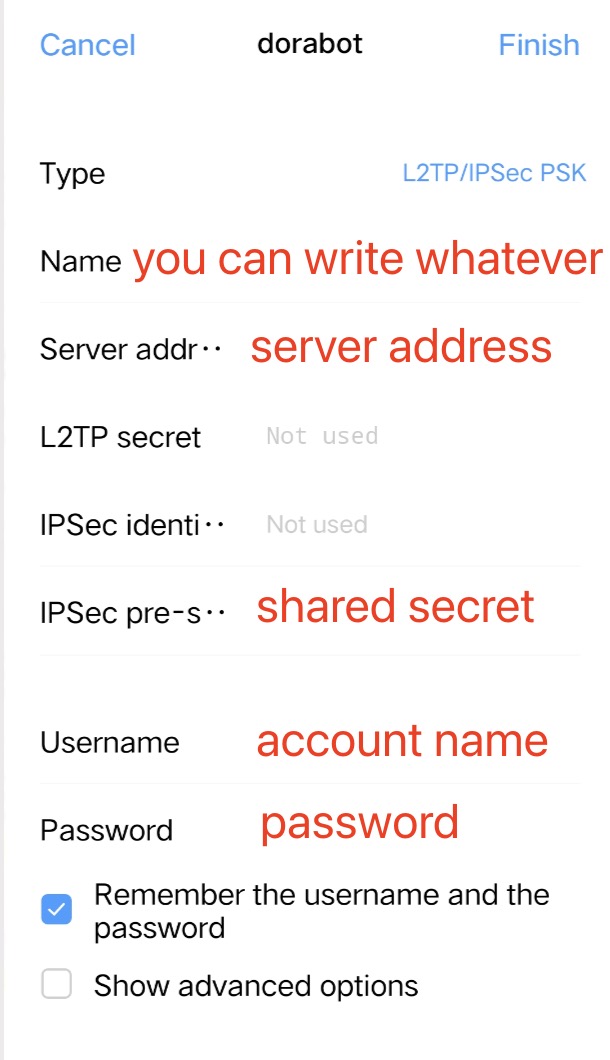 Cancel dorabot Finish
Type L2TP/IPSec PSK
Name you can write whatever
Server addr·· server address
L2TP secret Not used
IPSec identi·· Not used
IPSec pre-s·· shared secret
Username account name
Password password
Remember the username and the
password
Show advanced options